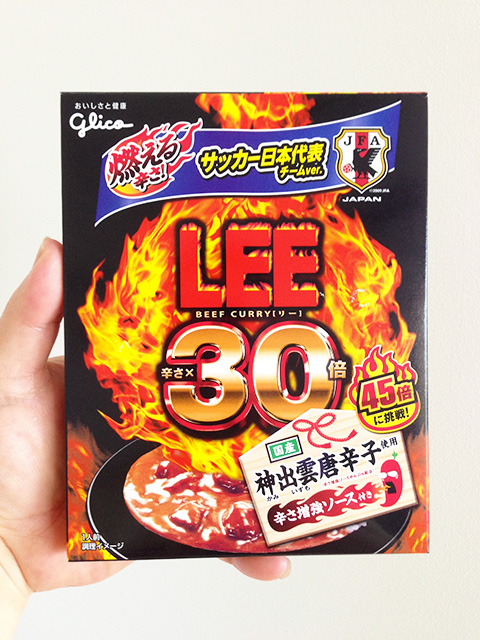 おいしさと健康
glico
燃える
辛さ!
サッカー日本代表
チームver.
JFA
©2009 JFA
JAPAN
LEE
BEEF CURRY[リー]
辛さ×30倍
45倍
に挑戦!
国産
神出雲唐辛子使用
かみ いずも
辛さ増強ソース付き
1人前
調理イメージ